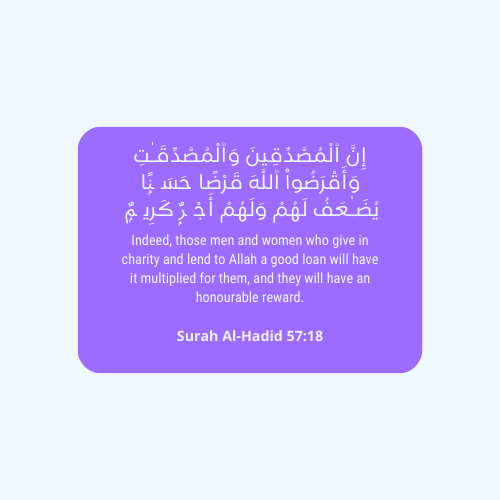 إِنَّ ٱلْمُصَّدِّقِينَ وَٱلْمُصَّدِّقَـٰتِ
وَأَقْرَضُوا۟ ٱللَّهَ قَرْضًا حَسَنًۭا
يُضَـٰعَفُ لَهُمْ وَلَهُمْ أَجْرٌۭ كَرِيمٌۭ
Indeed, those men and women who give in
charity and lend to Allah a good loan will have
it multiplied for them, and they will have an
honourable reward.
Surah Al-Hadid 57:18